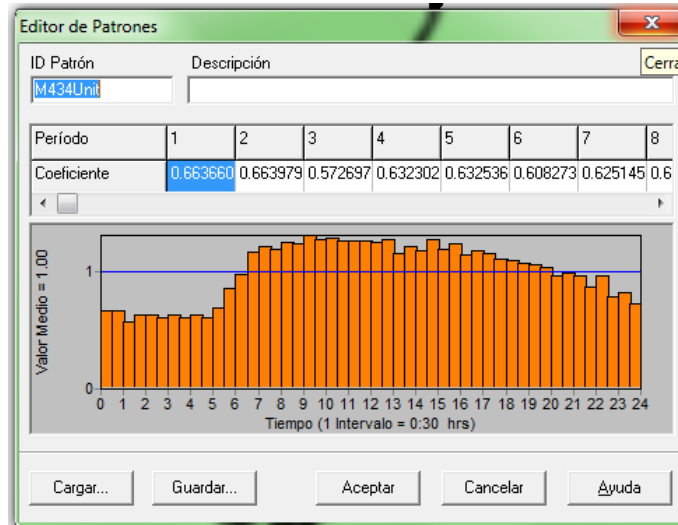 Editor de Patrones
x
ID Patrón Descripción
Cerra
M434Unit
Período 1 2 3 4 5 6 7 8
Coeficiente 0.663660 0.663979 0.572697 0.632302 0.632536 0.608273 0.625145 0.6
Valor Medio = 1.00
1
0
0 1 2 3 4 5 6 7 8 9 10 11 12 13 14 15 16 17 18 19 20 21 22 23 24
Tiempo (1 Intervalo = 0:30 hrs)
Cargar... Guardar... Aceptar Cancelar Ayuda